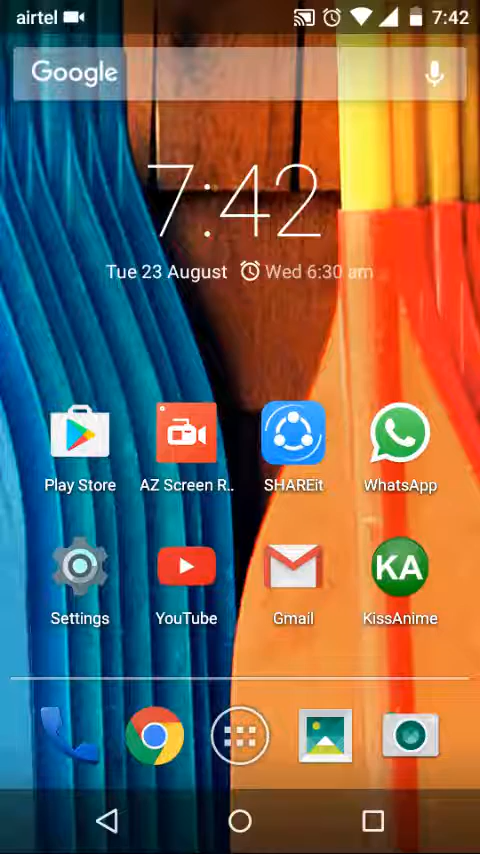 airtel 7:42
Google
7:42
Tue 23 August Wed 6:30 am
Play Store AZ Screen R.. SHAREit WhatsApp
KA
Settings YouTube Gmail KissAnime